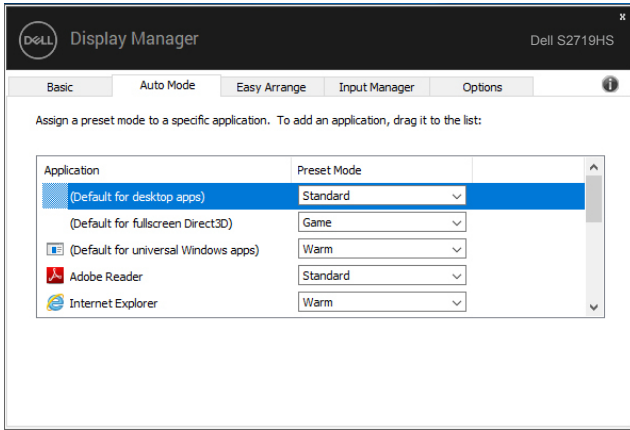 x
DELL Display Manager Dell S2719HS
Basic Auto Mode Easy Arrange Input Manager Options
Assign a preset mode to a specific application. To add an application, drag it to the list:
Application Preset Mode
(Default for desktop apps) Standard
(Default for fullscreen Direct3D) Game
(Default for universal Windows apps) Warm
Adobe Reader Standard
Internet Explorer Warm